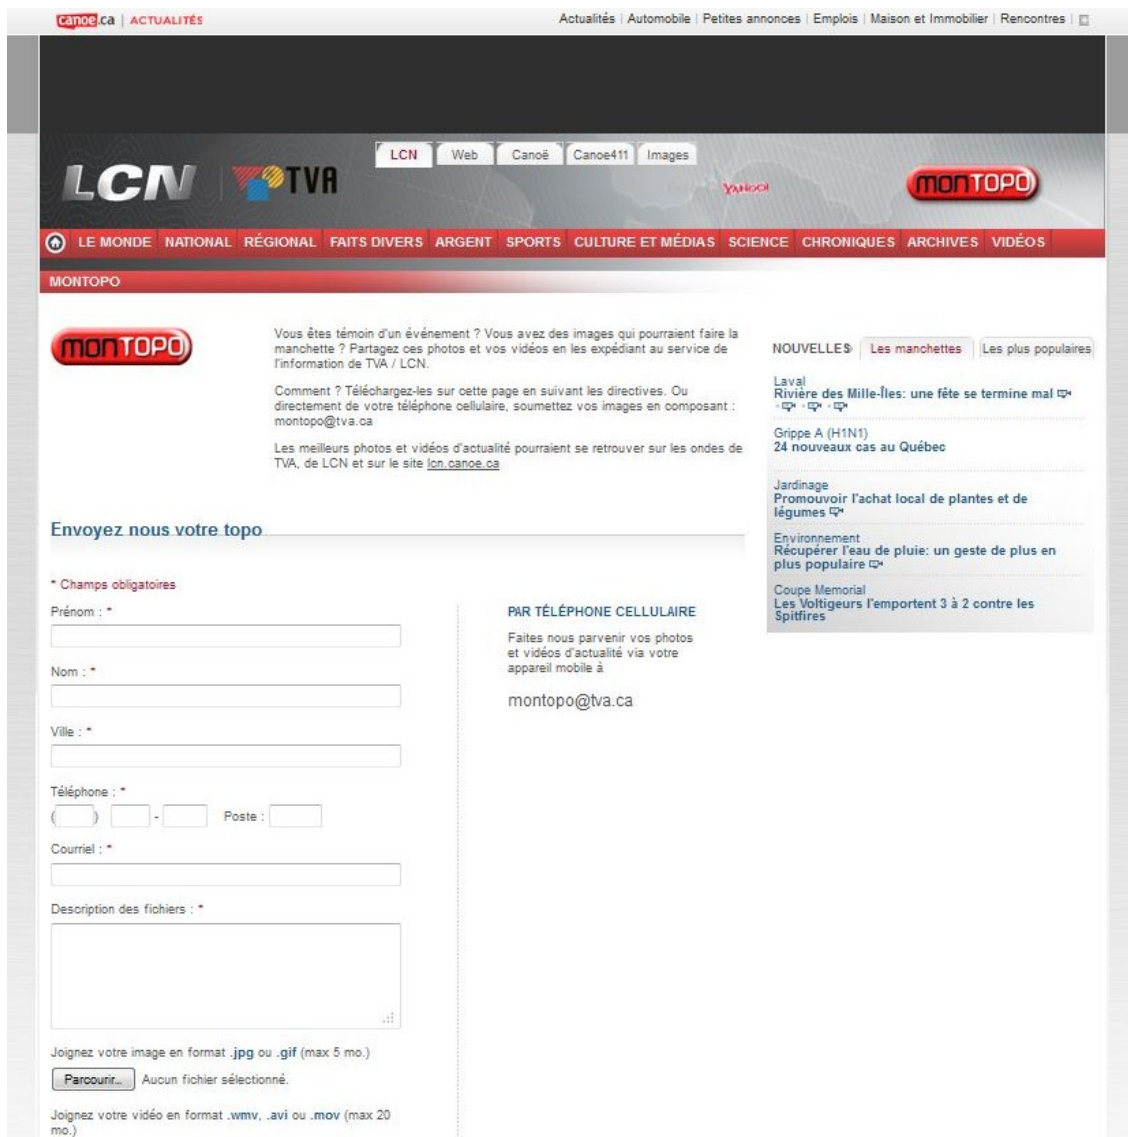 canoe.ca | ACTUALITÉS
Actualités | Automobile | Petites annonces | Emplois | Maison et Immobilier | Rencontres |
LCN Web Canoë Canoe411 Images
LCN TVA
YAHOO!
monTOPO
LE MONDE NATIONAL RÉGIONAL FAITS DIVERS ARGENT SPORTS CULTURE ET MÉDIAS SCIENCE CHRONIQUES ARCHIVES VIDÉOS
MONTOPO
monTOPO
Vous êtes témoin d'un événement ? Vous avez des images qui pourraient faire la
manchette ? Partagez ces photos et vos vidéos en les expédiant au service de
l'information de TVA / LCN.
Comment ? Téléchargez-les sur cette page en suivant les directives. Ou
directement de votre téléphone cellulaire, soumettez vos images en composant :
montopo@tva.ca
Les meilleurs photos et vidéos d'actualité pourraient se retrouver sur les ondes de
TVA, de LCN et sur le site lcn.canoe.ca
NOUVELLES Les manchettes Les plus populaires
Laval
Rivière des Mille-Îles: une fête se termine mal
Grippe A (H1N1)
24 nouveaux cas au Québec
Jardinage
Promouvoir l'achat local de plantes et de
légumes
Environnement
Récupérer l'eau de pluie: un geste de plus en
plus populaire
Coupe Memorial
Les Voltigeurs l'emportent 3 à 2 contre les
Spitfires
Envoyez nous votre topo
* Champs obligatoires
Prénom : *
Nom : *
Ville : *
Téléphone : *
( ) - Poste :
Courriel : *
Description des fichiers : *
Joignez votre image en format .jpg ou .gif (max 5 mo.)
Parcourir... Aucun fichier sélectionné.
Joignez votre vidéo en format .wmv, .avi ou .mov (max 20
mo.)
PAR TÉLÉPHONE CELLULAIRE
Faites nous parvenir vos photos
et vidéos d'actualité via votre
appareil mobile à
montopo@tva.ca